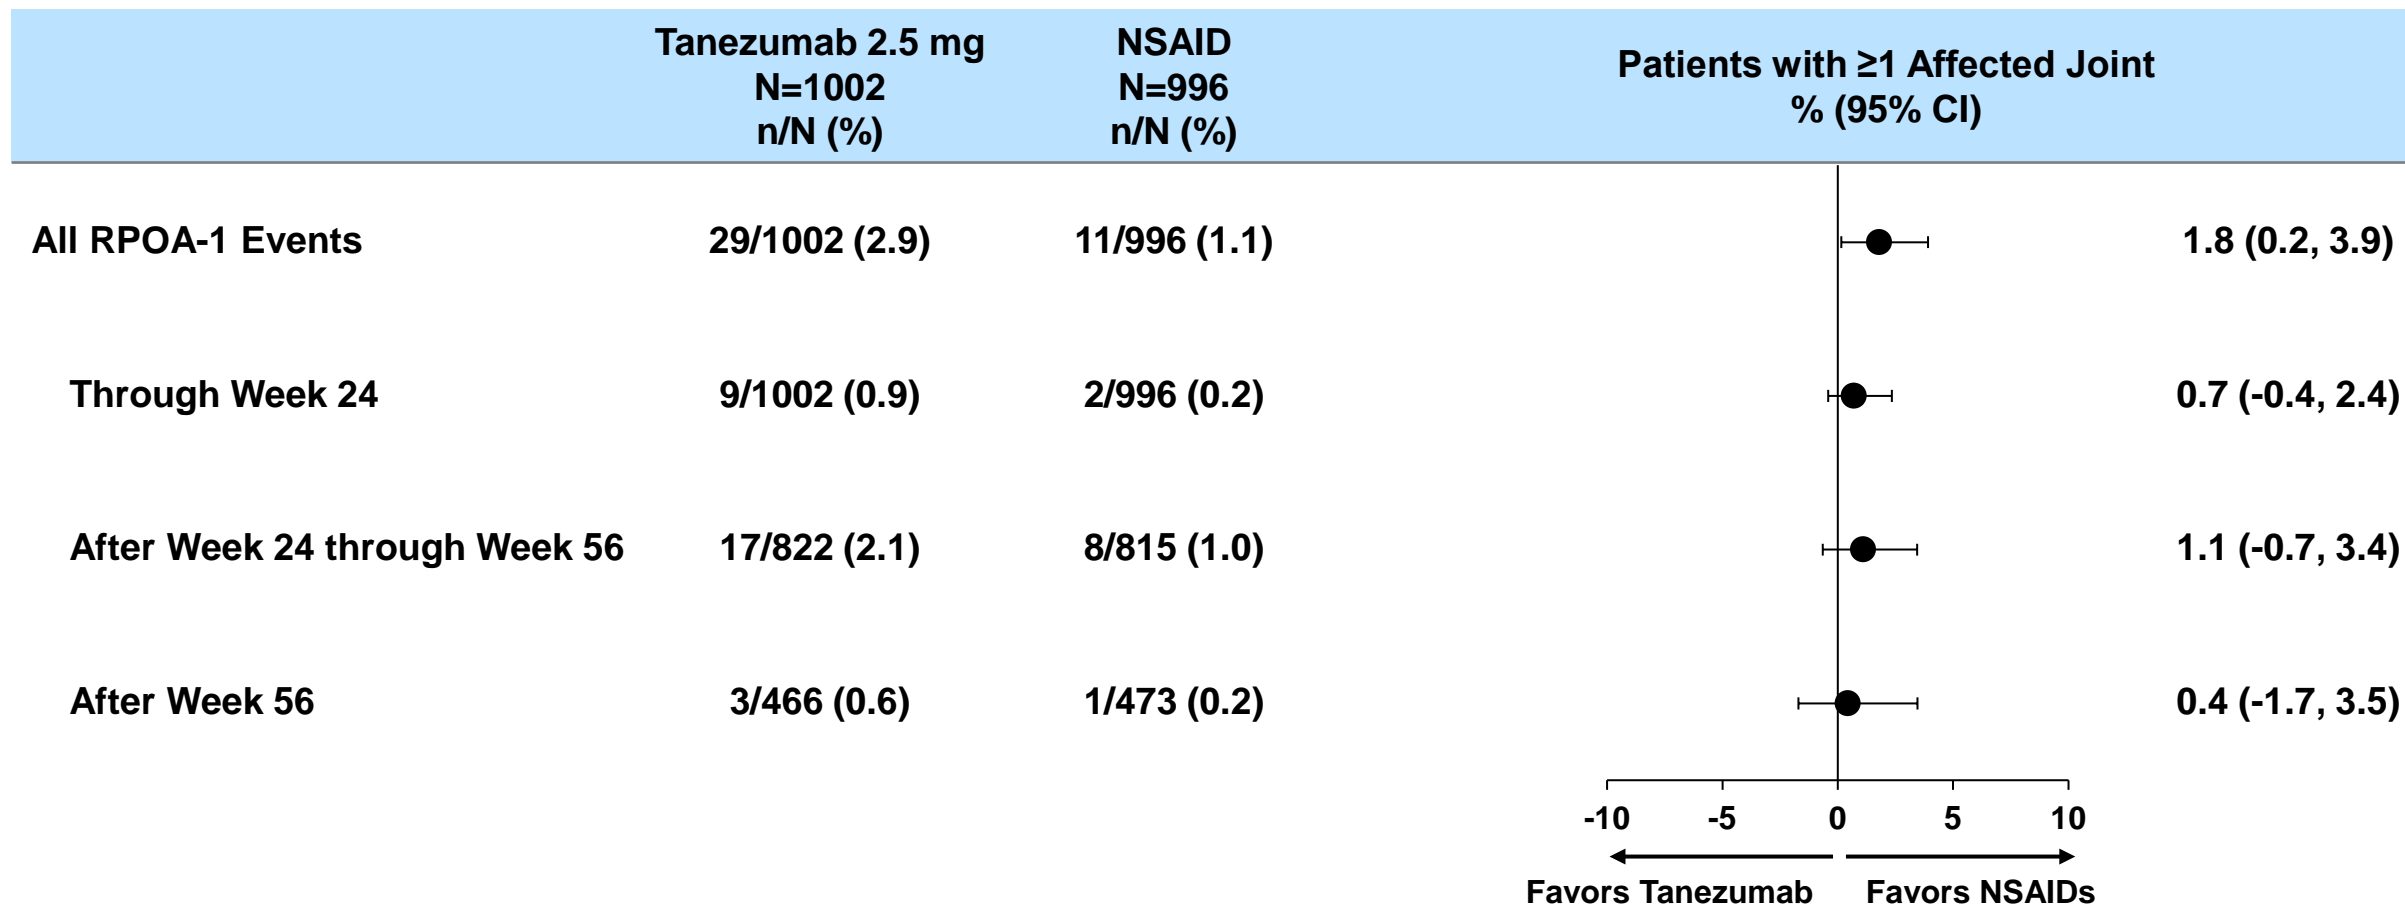 Tanezumab 2.5 mg
N=1002
n/N (%)
NSAID
N=996
n/N (%)
Patients with ≥1 Affected Joint
% (95% CI)
All RPOA-1 Events 29/1002 (2.9) 11/996 (1.1) 1.8 (0.2, 3.9)
Through Week 24 9/1002 (0.9) 2/996 (0.2) 0.7 (-0.4, 2.4)
After Week 24 through Week 56 17/822 (2.1) 8/815 (1.0) 1.1 (-0.7, 3.4)
After Week 56 3/466 (0.6) 1/473 (0.2) 0.4 (-1.7, 3.5)
-10 -5 0 5 10
Favors Tanezumab Favors NSAIDs